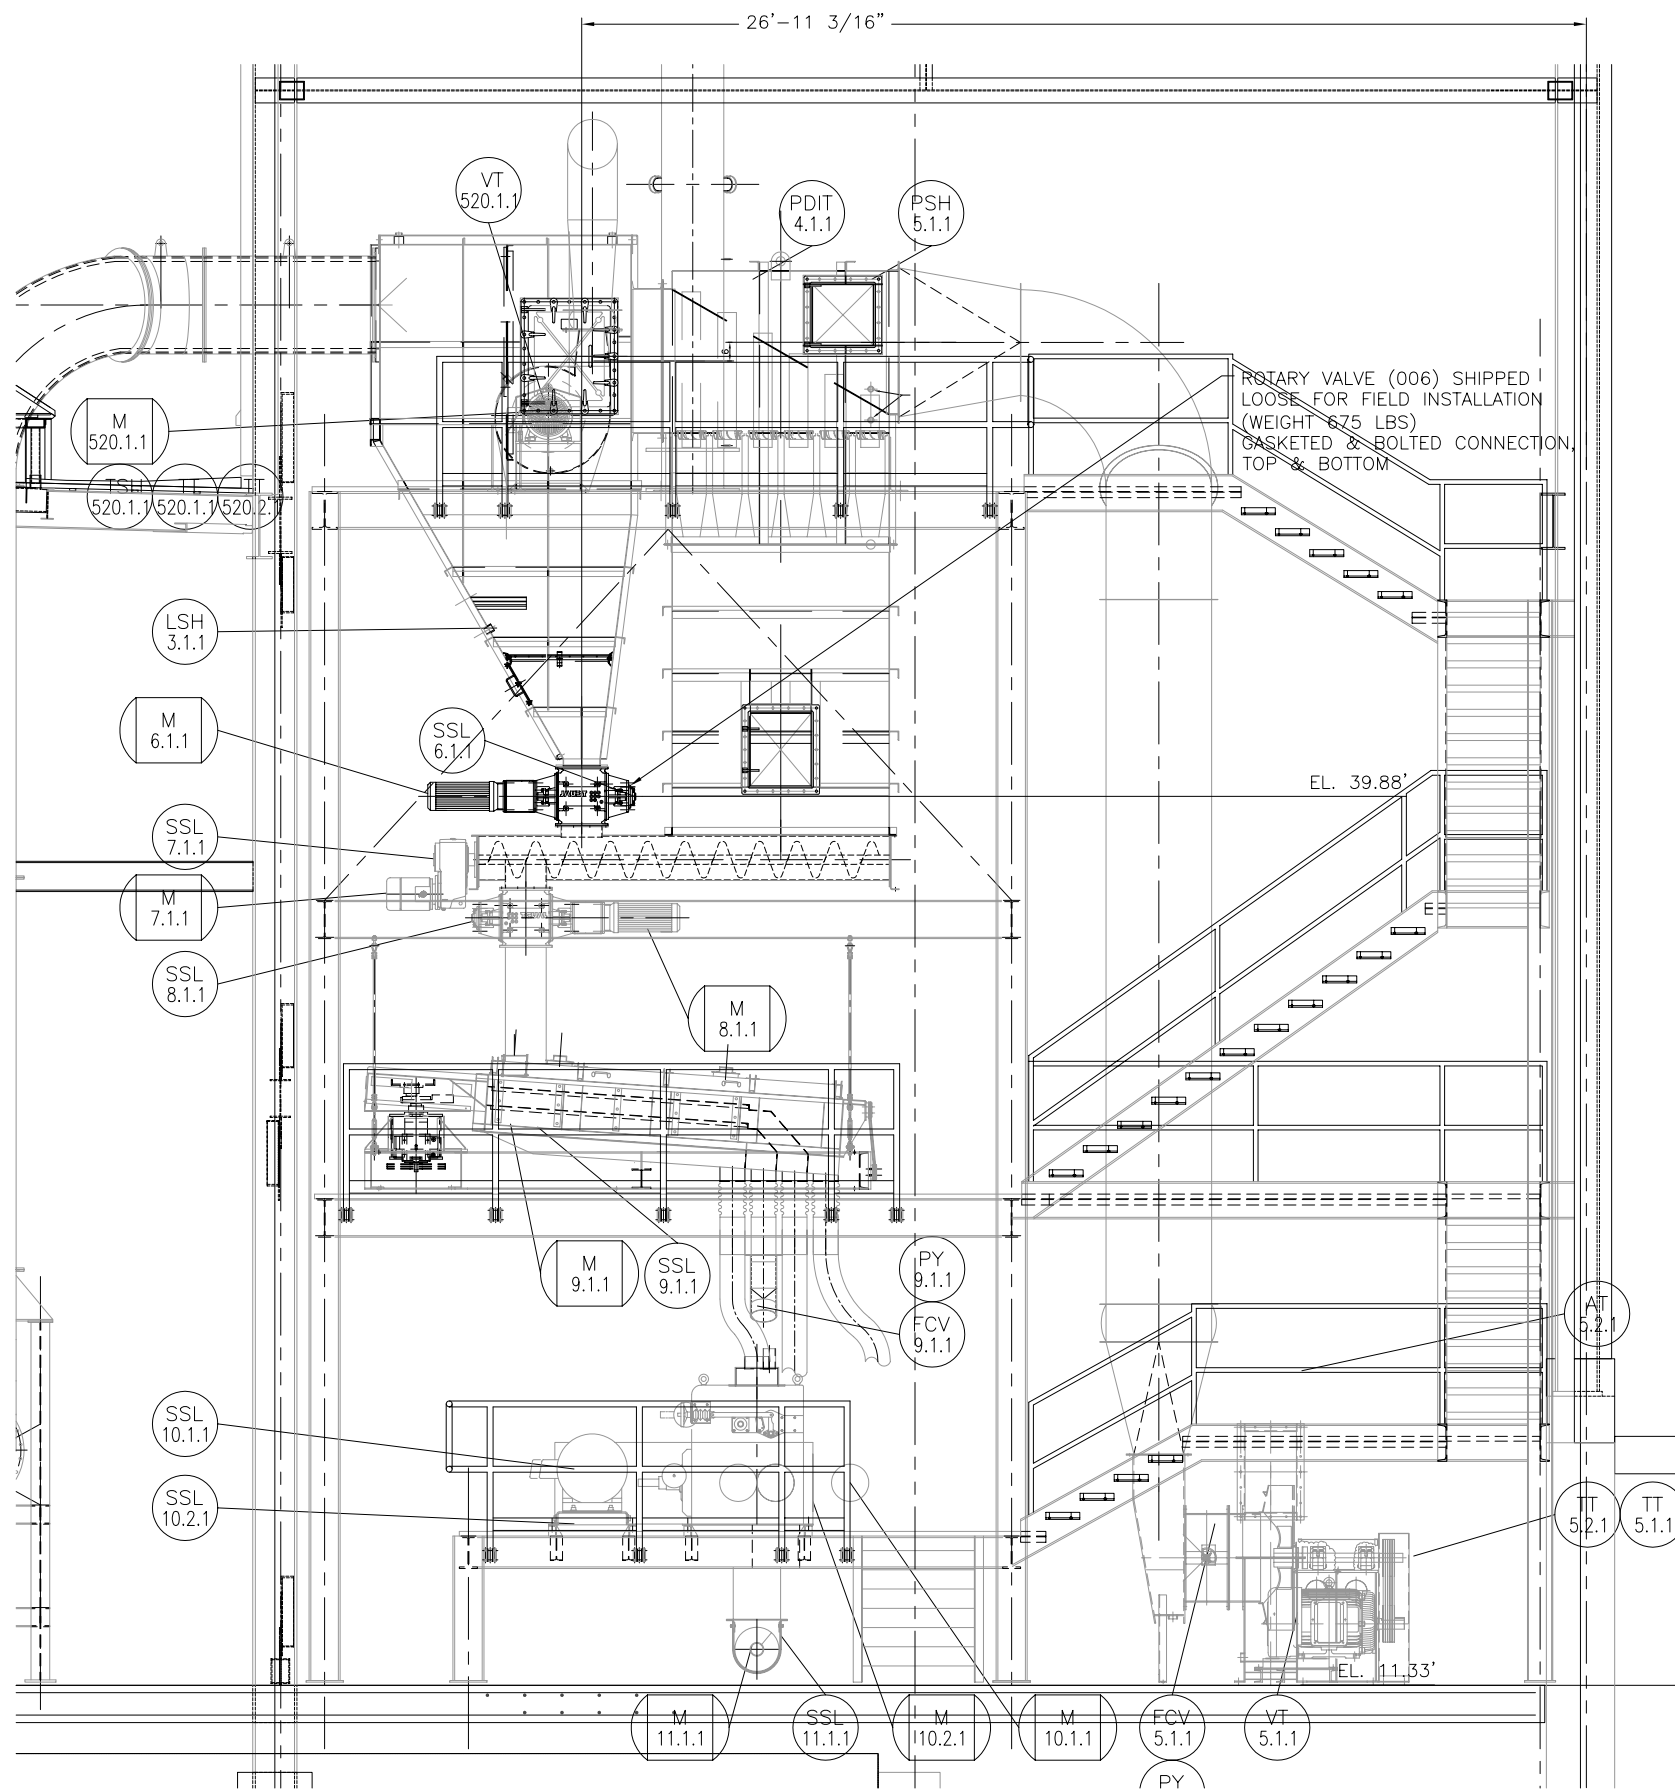 26'-11 3/16"
VT
520.1.1
PDIT
4.1.1
PSH
5.1.1
ROTARY VALVE (006) SHIPPED
LOOSE FOR FIELD INSTALLATION
(WEIGHT 675 LBS)
GASKETED & BOLTED CONNECTION,
TOP & BOTTOM
M
520.1.1
TSH
520.1.1
TL
520.1.1
TT
520.2.1
LSH
3.1.1
M
6.1.1
SSL
6.1.1
EL. 39.88'
SSL
7.1.1
M
7.1.1
SSL
8.1.1
M
8.1.1
M
9.1.1
SSL
9.1.1
PY
9.1.1
FCV
9.1.1
AT
5.2.1
SSL
10.1.1
SSL
10.2.1
TT
5.2.1
TT
5.1.1
EL. 11.33'
M
11.1.1
SSL
11.1.1
M
10.2.1
M
10.1.1
FCV
5.1.1
VT
5.1.1
PY